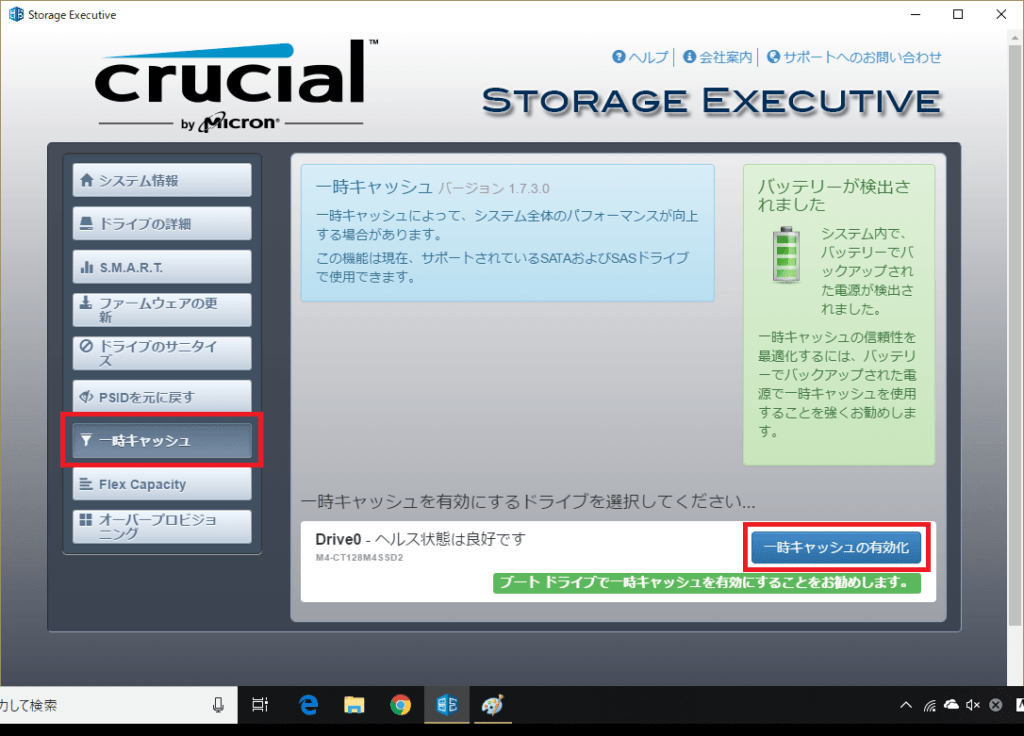 Storage Executive
crucial™
by Micron®
ヘルプ
会社案内
サポートへのお問い合わせ
STORAGE EXECUTIVE
システム情報
ドライブの詳細
S.M.A.R.T.
ファームウェアの更
新
ドライブのサニタイ
ズ
PSIDを元に戻す
一時キャッシュ
Flex Capacity
オーバープロビジョ
ニング
一時キャッシュ バージョン 1.7.3.0
一時キャッシュによって、システム全体のパフォーマンスが向上
する場合があります。
この機能は現在、サポートされているSATAおよびSASドライブ
で使用できます。
バッテリーが検出さ
れました
システム内で、
バッテリーでバ
ックアップされ
た電源が検出さ
れました。
一時キャッシュの信頼性を
最適化するには、バッテリ
ーでバックアップされた電
源で一時キャッシュを使用
することを強くお勧めしま
す。
一時キャッシュを有効にするドライブを選択してください...
Drive0 - ヘルス状態は良好です
M4-CT128M4SSD2
一時キャッシュの有効化
ブート ドライブで一時キャッシュを有効にすることをお勧めします。
力して検索